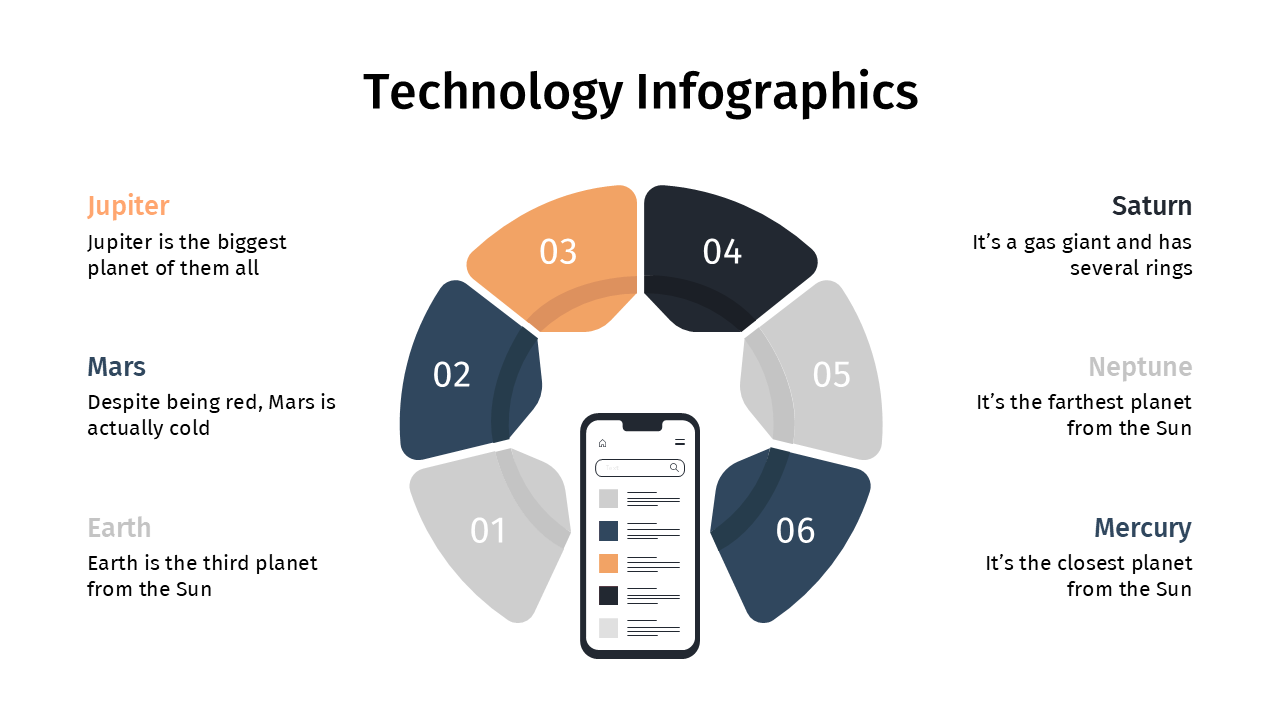 Technology Infographics
Jupiter
Jupiter is the biggest
planet of them all
Mars
Despite being red, Mars is
actually cold
Earth
Earth is the third planet
from the Sun
03
04
02
05
01
06
Saturn
It’s a gas giant and has
several rings
Neptune
It’s the farthest planet
from the Sun
Mercury
It’s the closest planet
from the Sun